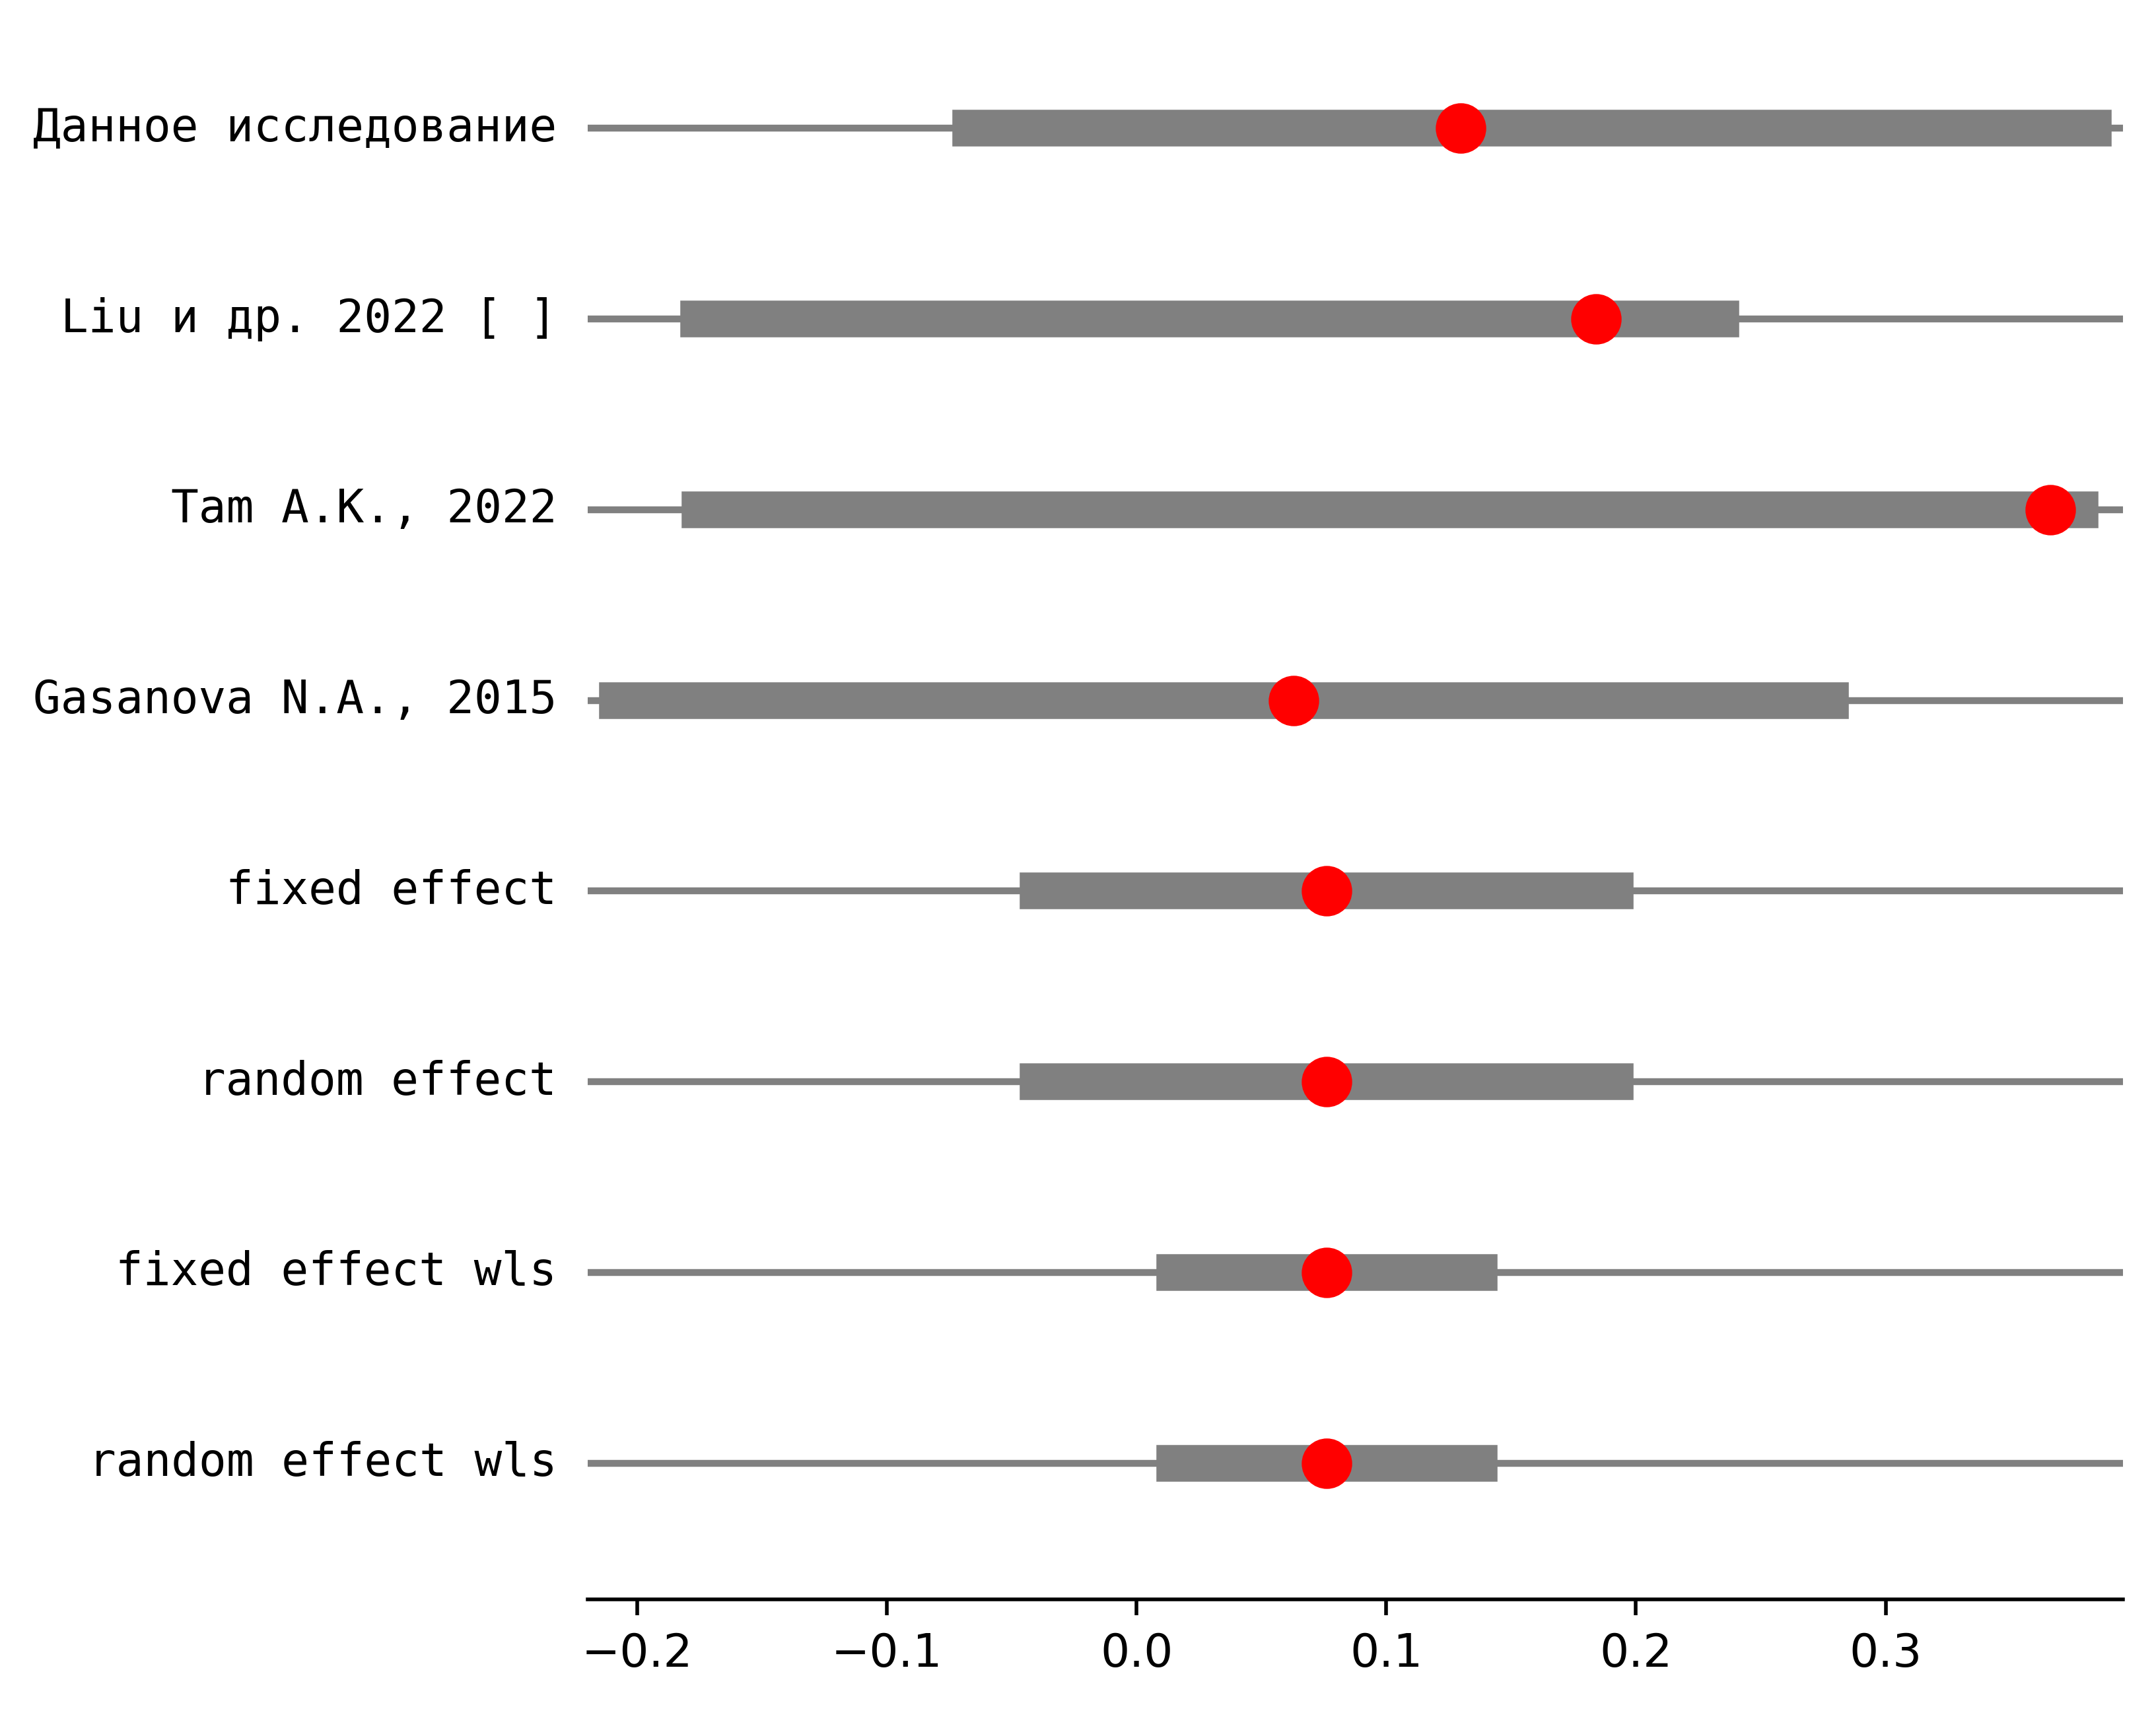 Данное исследование
Liu и др. 2022 [ ]
Tam A.K., 2022
Gasanova N.A., 2015
fixed effect
random effect
fixed effect wls
random effect wls
−0.2 −0.1 0.0 0.1 0.2 0.3